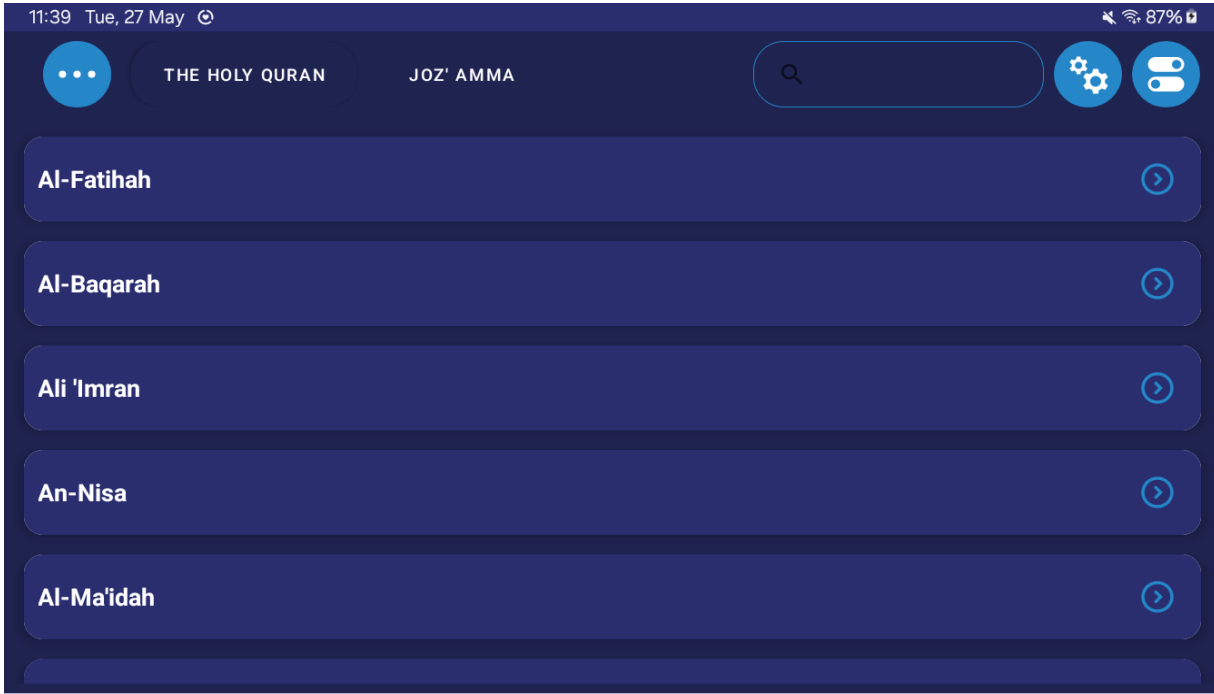 11:39 Tue, 27 May 87%
THE HOLY QURAN JOZ' AMMA
Al-Fatihah
Al-Baqarah
Ali 'Imran
An-Nisa
Al-Ma'idah